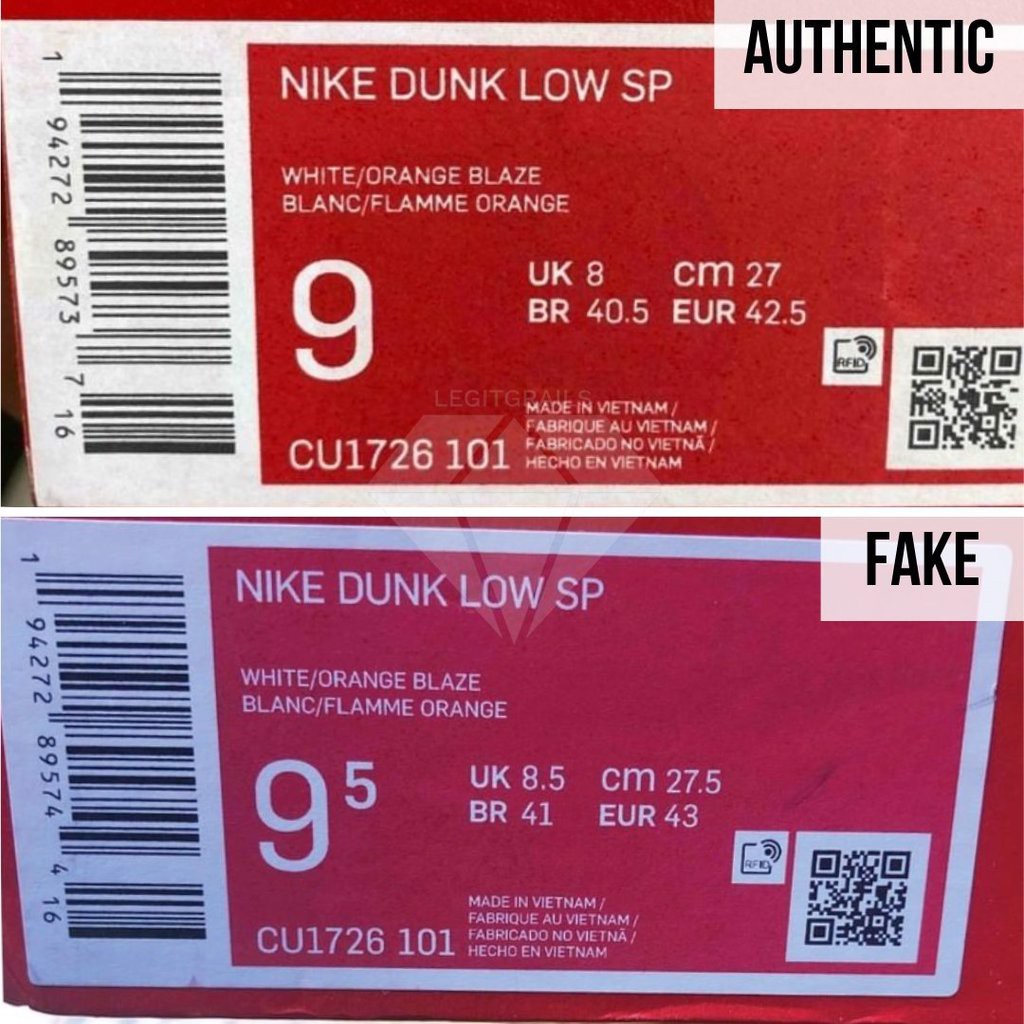 AUTHENTIC
NIKE DUNK LOW SP
WHITE/ORANGE BLAZE
BLANC/FLAMME ORANGE
9
UK 8 cm 27
BR 40.5 EUR 42.5
RFID
MADE IN VIETNAM /
FABRIQUE AU VIETNAM /
FABRICADO NO VIETNÃ /
HECHO EN VIETNAM
CU1726 101
1 94272 89573 7 16
LEGITGRAILS
FAKE
NIKE DUNK LOW SP
WHITE/ORANGE BLAZE
BLANC/FLAMME ORANGE
9 5
UK 8.5 cm 27.5
BR 41 EUR 43
RFID
MADE IN VIETNAM /
FABRIQUE AU VIETNAM /
FABRICADO NO VIETNÃ /
HECHO EN VIETNAM
CU1726 101
1 94272 89574 4 16